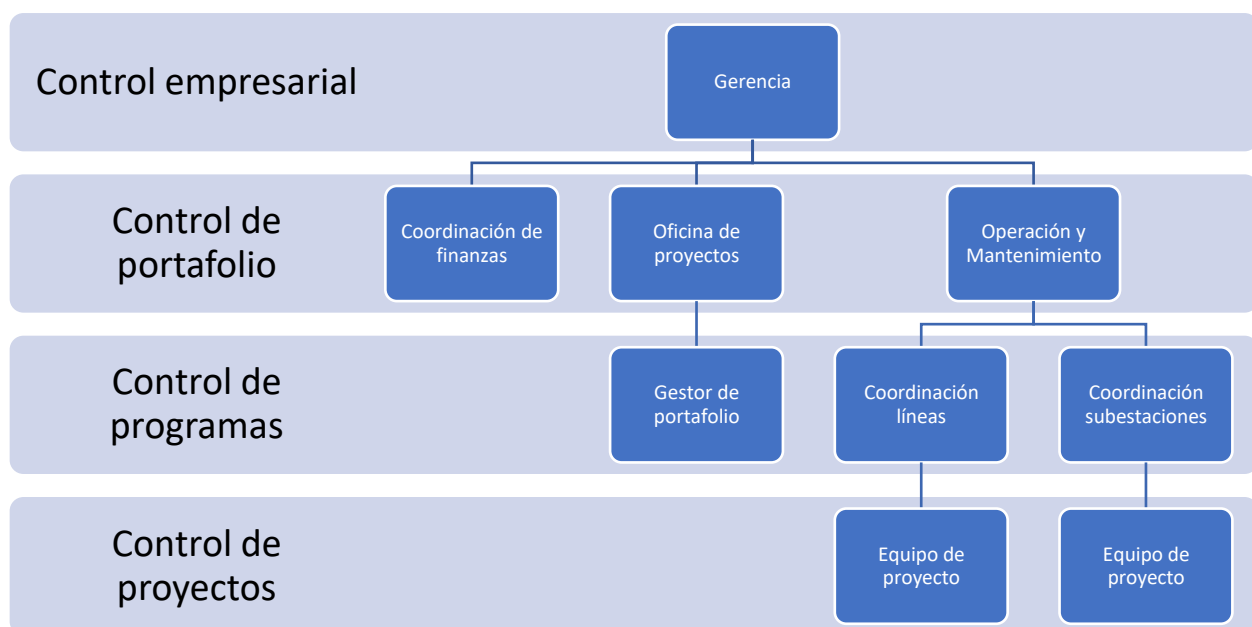 Control empresarial
Gerencia
Control de
portafolio
Coordinación de
finanzas
Oficina de
proyectos
Operación y
Mantenimiento
Control de
programas
Gestor de
portafolio
Coordinación
líneas
Coordinación
subestaciones
Control de
proyectos
Equipo de
proyecto
Equipo de
proyecto